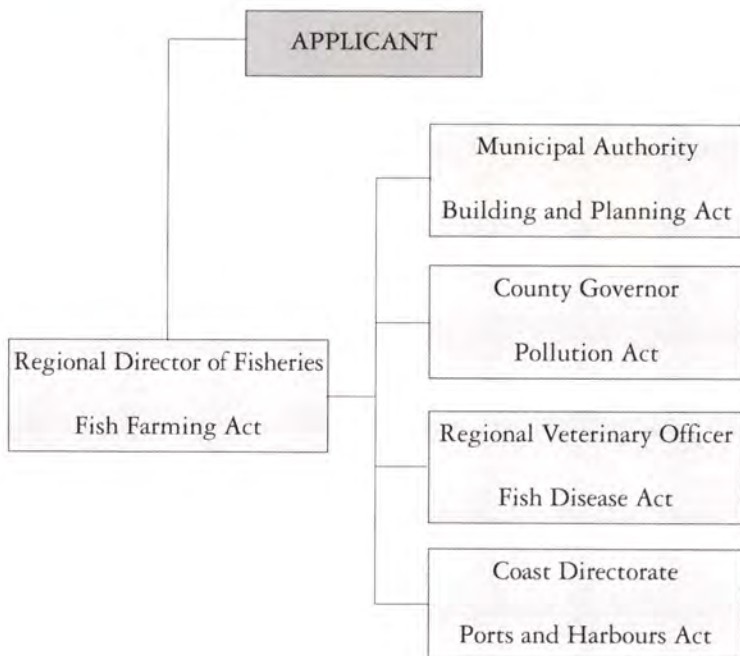 APPLICANT
Municipal Authority
Building and Planning Act
County Governor
Pollution Act
Regional Director of Fisheries
Fish Farming Act
Regional Veterinary Officer
Fish Disease Act
Coast Directorate
Ports and Harbours Act